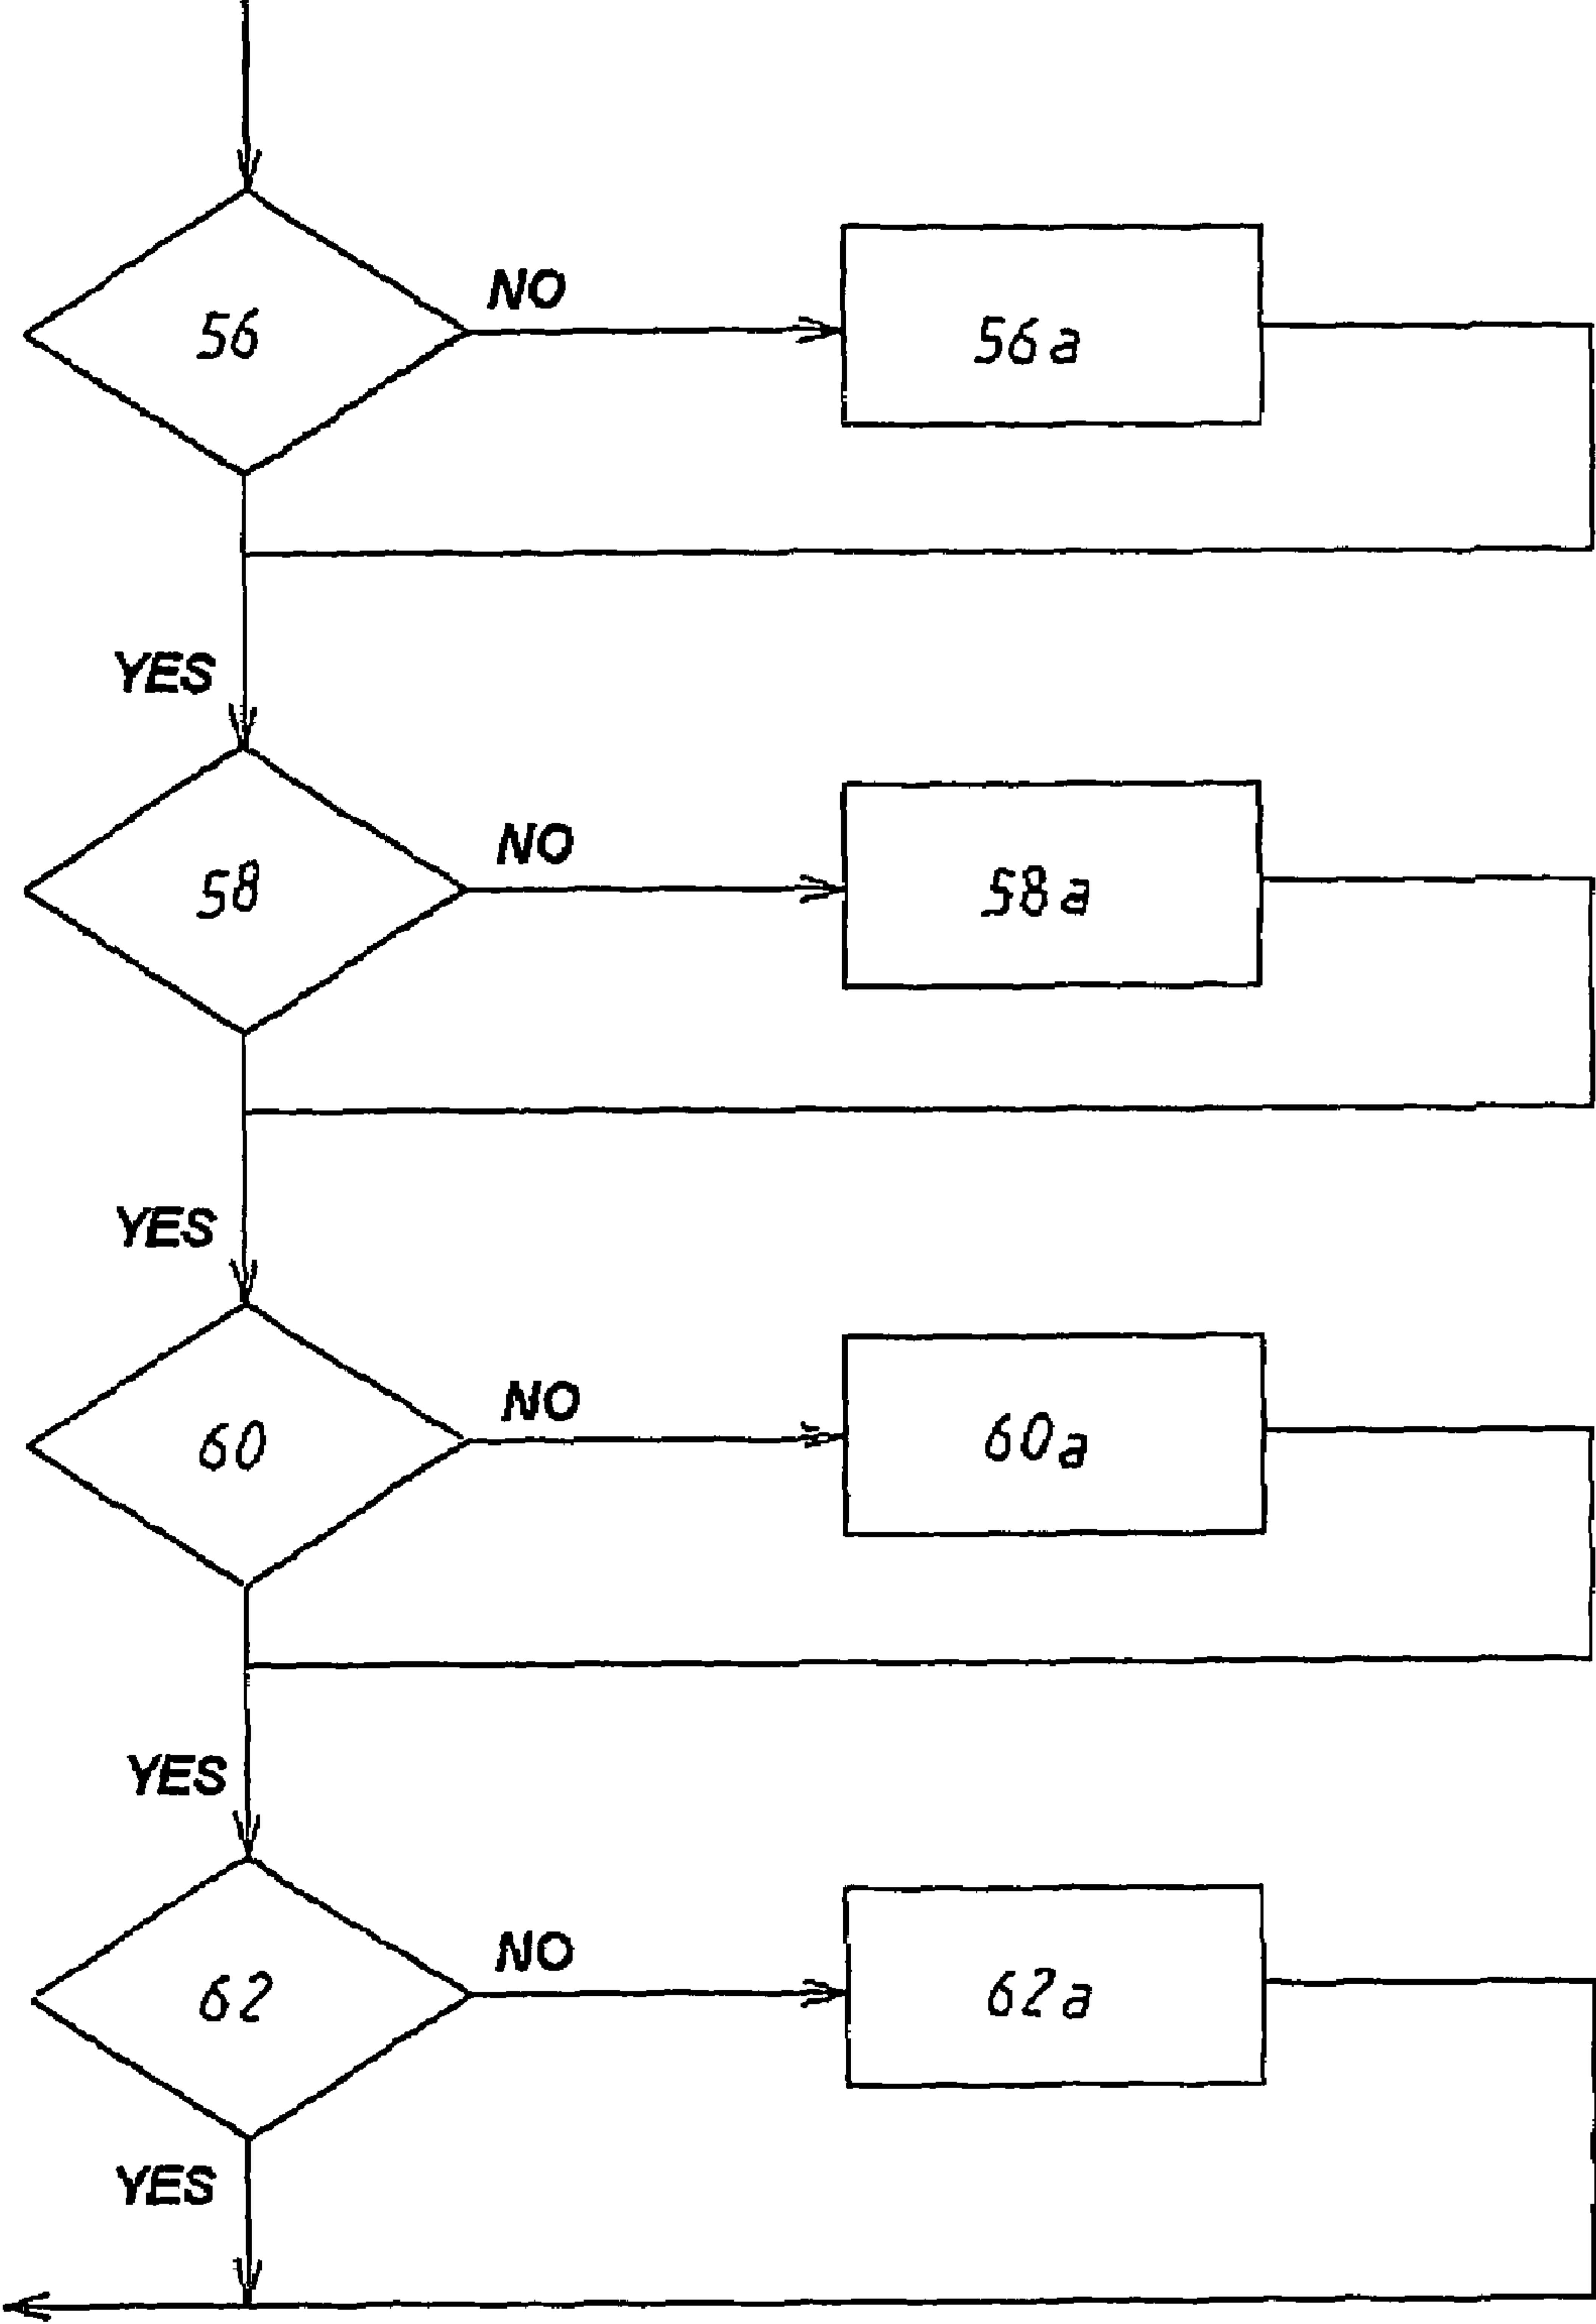 NO
56
56a
YES
NO
58
58a
YES
NO
60
60a
YES
NO
62
62a
YES